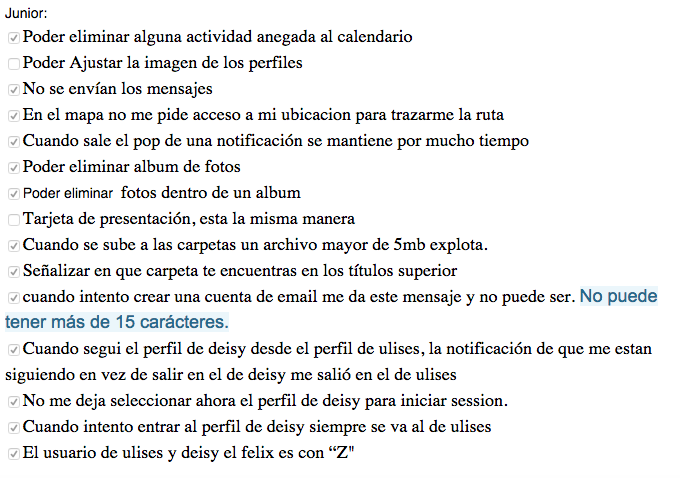 Junior:
Poder eliminar alguna actividad anegada al calendario
Poder Ajustar la imagen de los perfiles
No se envían los mensajes
En el mapa no me pide acceso a mi ubicacion para trazarme la ruta
Cuando sale el pop de una notificación se mantiene por mucho tiempo
Poder eliminar album de fotos
Poder eliminar fotos dentro de un album
Tarjeta de presentación, esta la misma manera
Cuando se sube a las carpetas un archivo mayor de 5mb explota.
Señalizar en que carpeta te encuentras en los títulos superior
cuando intento crear una cuenta de email me da este mensaje y no puede ser. No puede
tener más de 15 carácteres.
Cuando segui el perfil de deisy desde el perfil de ulises, la notificación de que me estan
siguiendo en vez de salir en el de deisy me salió en el de ulises
No me deja seleccionar ahora el perfil de deisy para iniciar session.
Cuando intento entrar al perfil de deisy siempre se va al de ulises
El usuario de ulises y deisy el felix es con “Z"